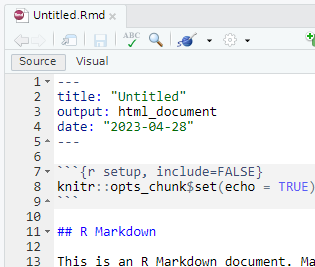 Untitled.Rmd
ABC
Source Visual
1 ---
2 title: "Untitled"
3 output: html_document
4 date: "2023-04-28"
5 ---
6
7 ```{r setup, include=FALSE}
8 knitr::opts_chunk$set(echo = TRUE)
9 ```
10
11 ## R Markdown
12
13 This is an R Markdown document. Ma